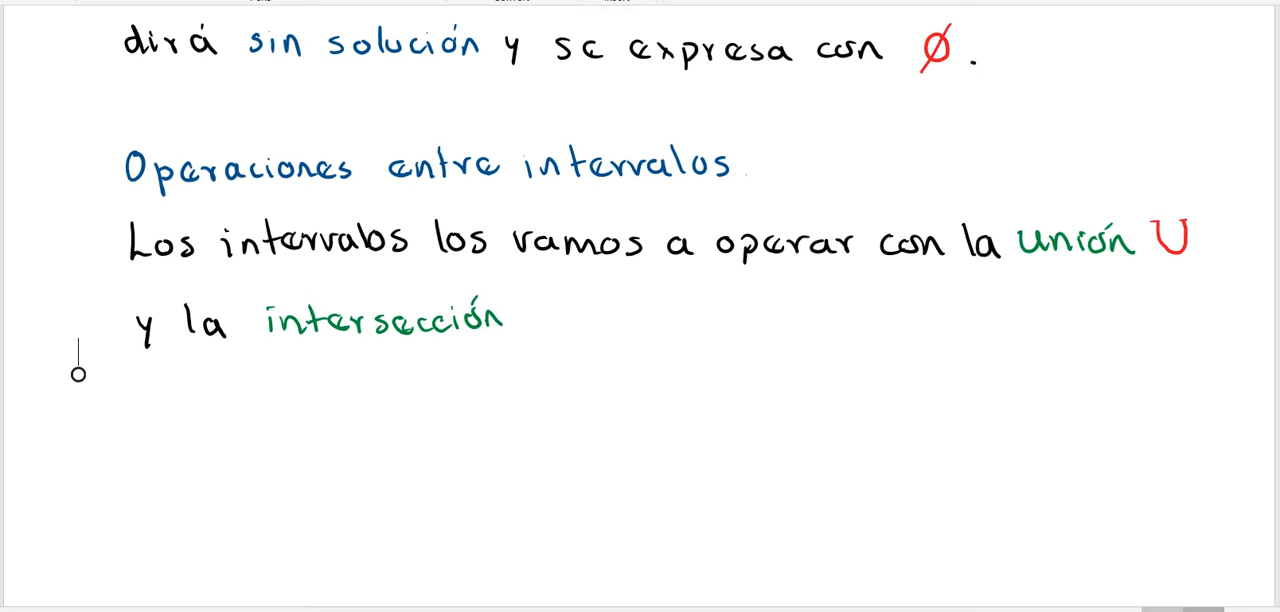 dirá sin solución y se expresa con ∅.
Operaciones entre intervalos
Los intervalos los vamos a operar con la unión U
y la intersección